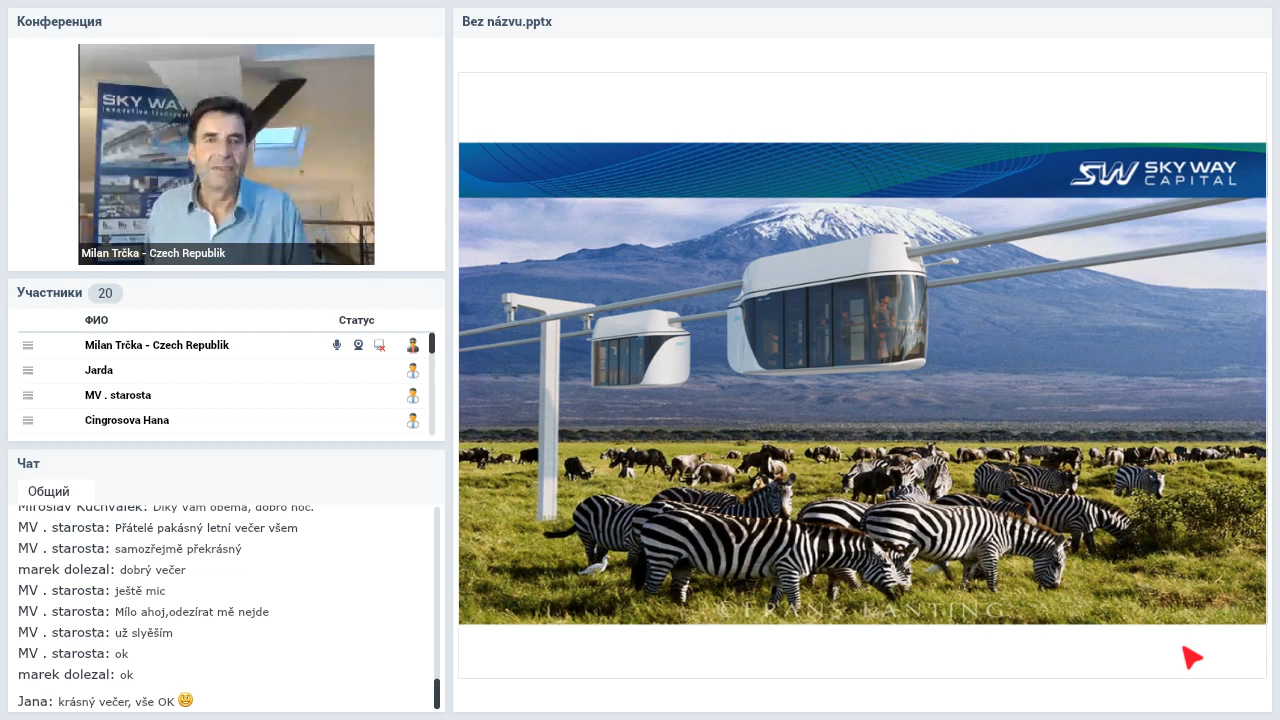 Конференция
SKY WAY
Milan Trčka - Czech Republik
Участники 20
ФИО Статус
Milan Trčka - Czech Republik
Jarda
MV . starosta
Cingrosova Hana
Чат
Общий
Miroslav Kuchválek: Díky Vám oběma, dobro noc.
MV . starosta: Přátelé pakásný letní večer všem
MV . starosta: samozřejmě překrásný
marek dolezal: dobrý večer
MV . starosta: ještě mic
MV . starosta: Mílo ahoj,odezírat mě nejde
MV . starosta: už slyěším
MV . starosta: ok
marek dolezal: ok
Jana: krásný večer, vše OK
Bez názvu.pptx
SW SKY WAY
CAPITAL
©FRANS LANTING